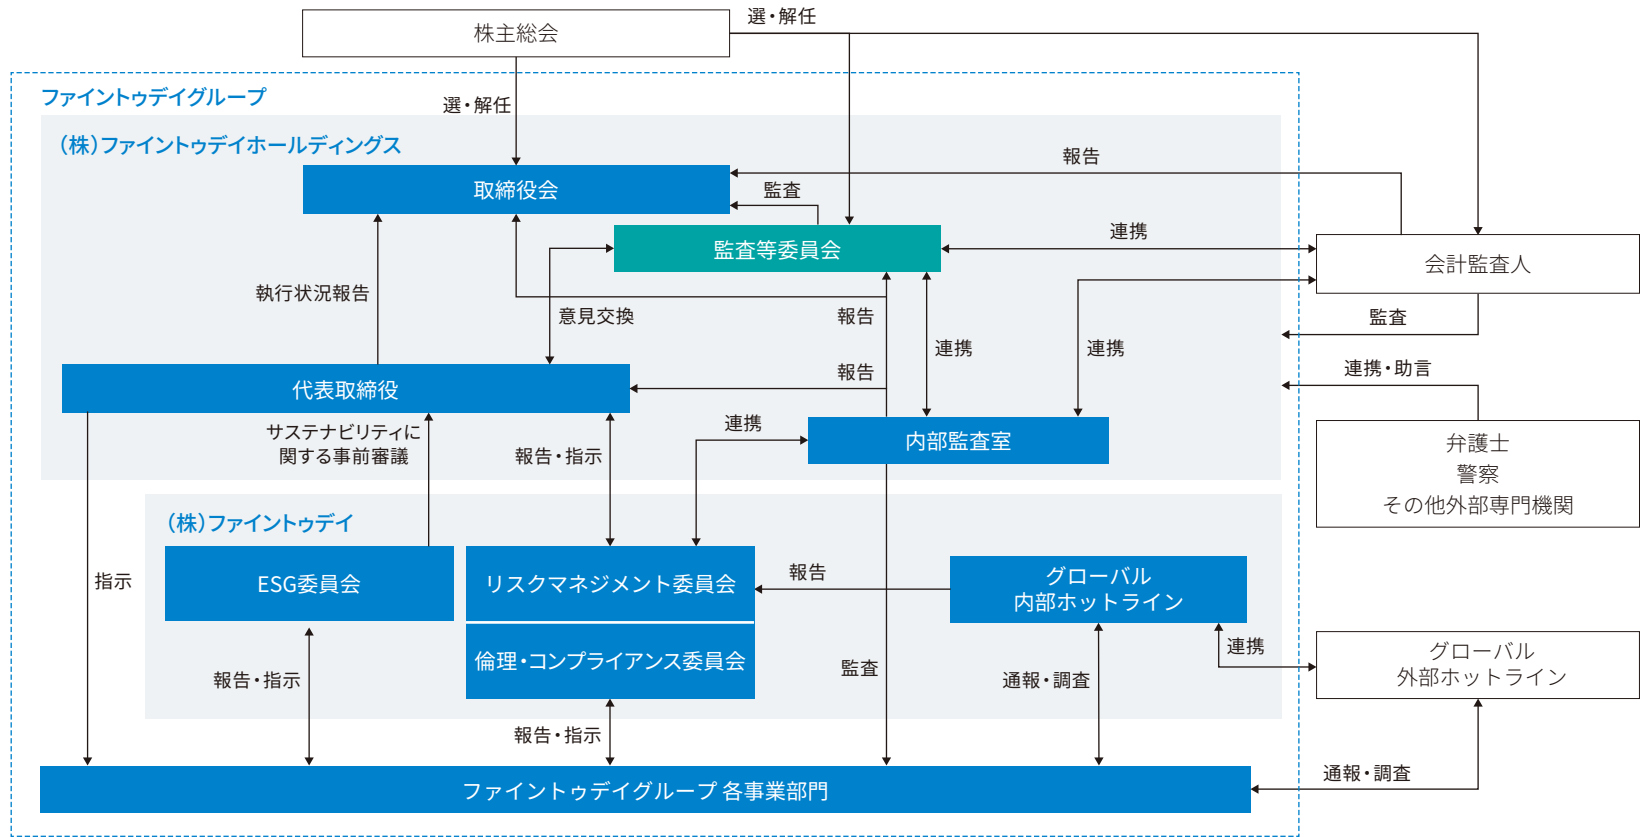 選・解任
株主総会
ファイントゥデイグループ
選・解任
（株）ファイントゥデイホールディングス
報告
取締役会
監査
監査等委員会
連携
会計監査人
執行状況報告
意見交換
報告
監査
連携
連携
連携・助言
報告
代表取締役
サステナビリティに
関する事前審議
連携
報告・指示
内部監査室
弁護士
警察
その他外部専門機関
（株）ファイントゥデイ
指示
ESG委員会
リスクマネジメント委員会
報告
グローバル
内部ホットライン
倫理・コンプライアンス委員会
連携
グローバル
外部ホットライン
報告・指示
監査
通報・調査
報告・指示
通報・調査
ファイントゥデイグループ 各事業部門